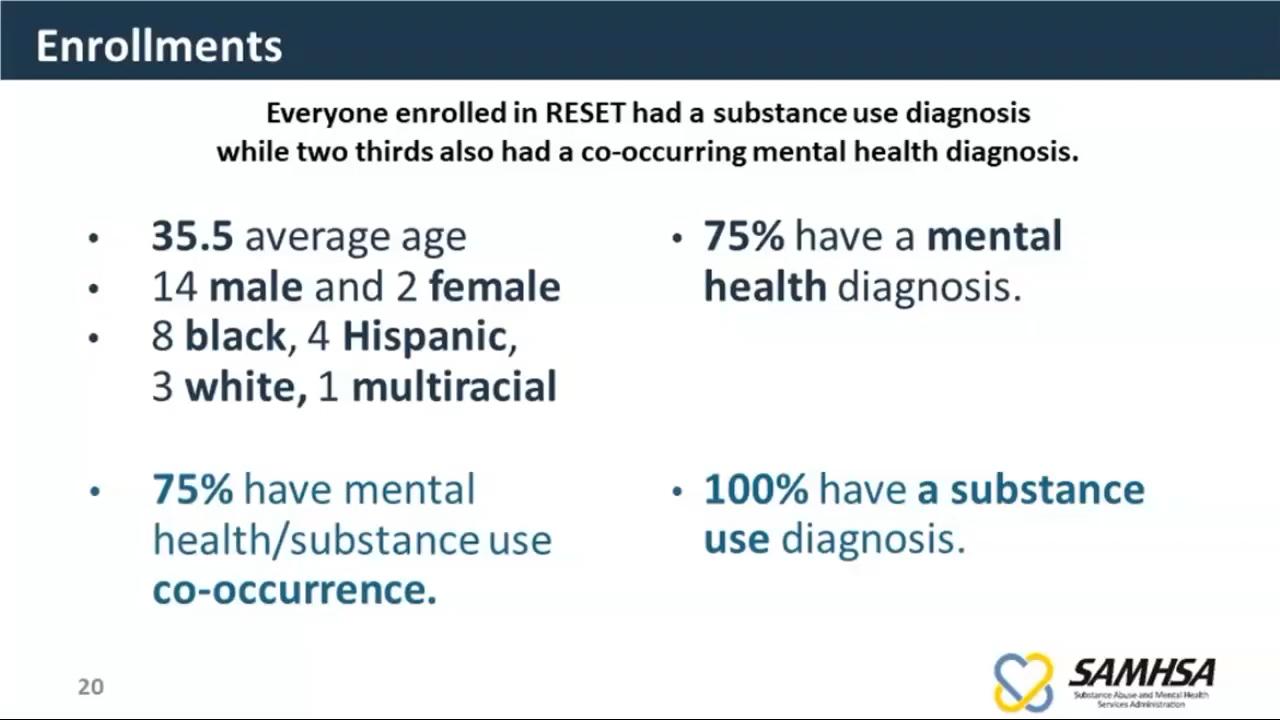 Enrollments
Everyone enrolled in RESET had a substance use diagnosis
while two thirds also had a co-occurring mental health diagnosis.
• 35.5 average age
• 14 male and 2 female
• 8 black, 4 Hispanic,
3 white, 1 multiracial
• 75% have a mental
health diagnosis.
• 75% have mental
health/substance use
co-occurrence.
• 100% have a substance
use diagnosis.
20
SAMHSA
Substance Abuse and Mental Health
Services Administration